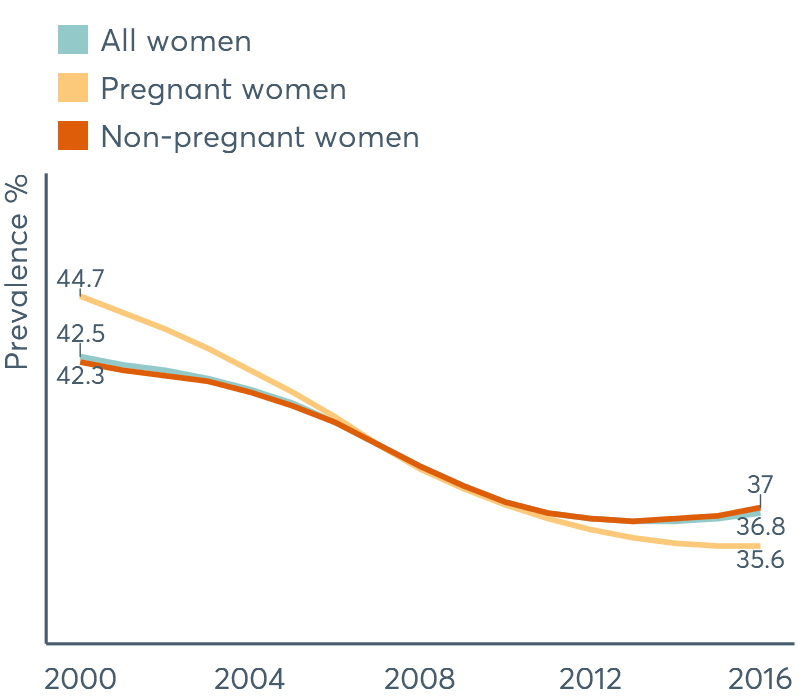 All women
Pregnant women
Non-pregnant women
Prevalence %
44.7
42.5
42.3
37
36.8
35.6
2000 2004 2008 2012 2016